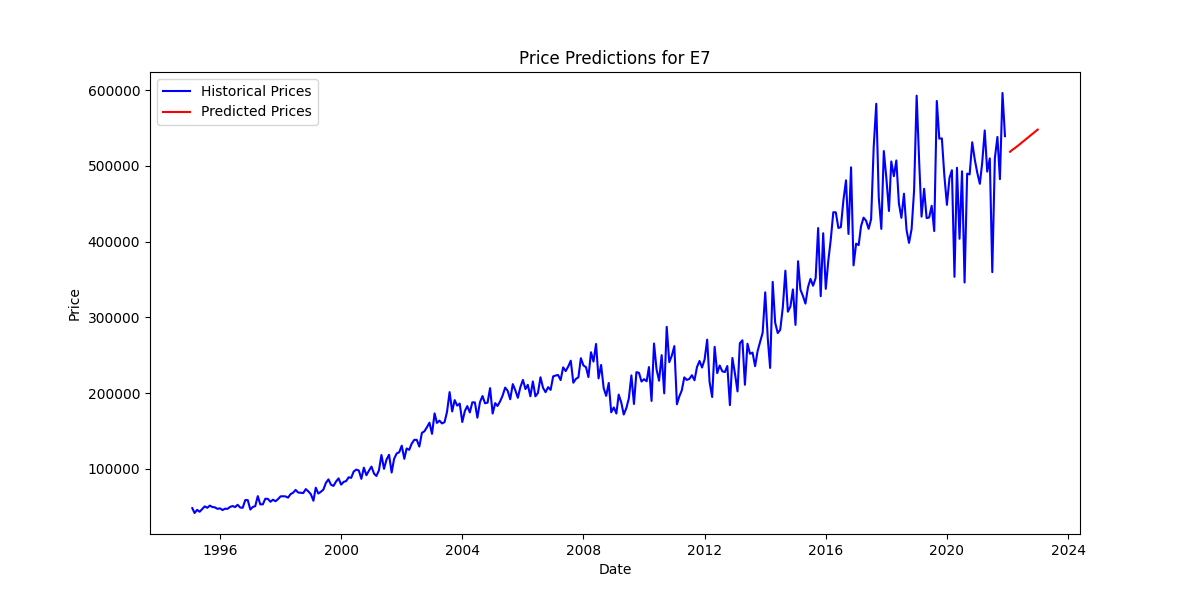 Price Predictions for E7
Historical Prices
Predicted Prices
Price
600000
500000
400000
300000
200000
100000
1996 2000 2004 2008 2012 2016 2020 2024
Date